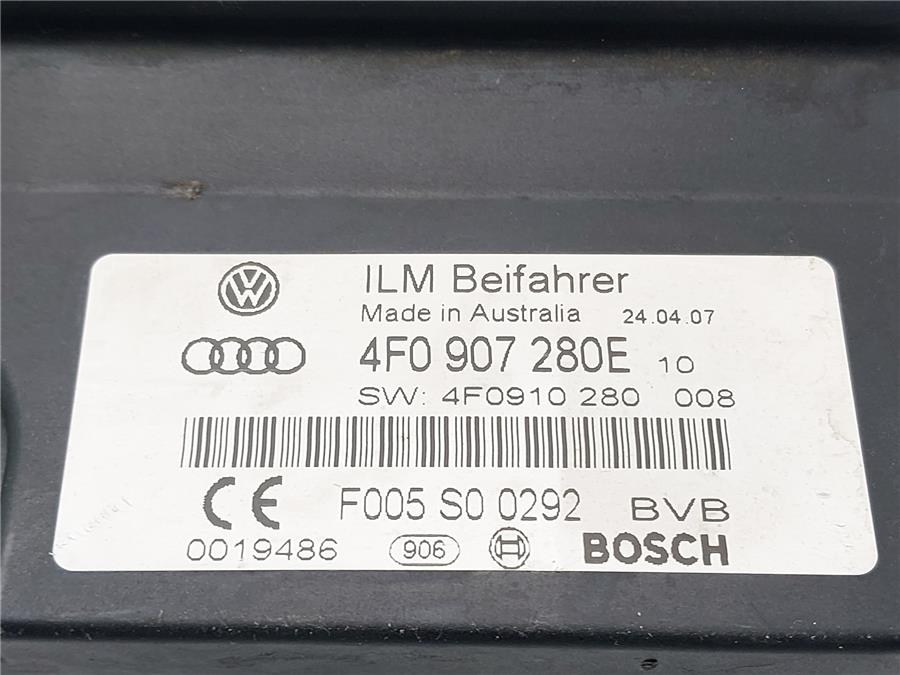 ILM Beifahrer
Made in Australia 24.04.07
4F0 907 280E 10
SW: 4F0910 280 008
CE F005 S0 0292 BVB
0019486 906 BOSCH